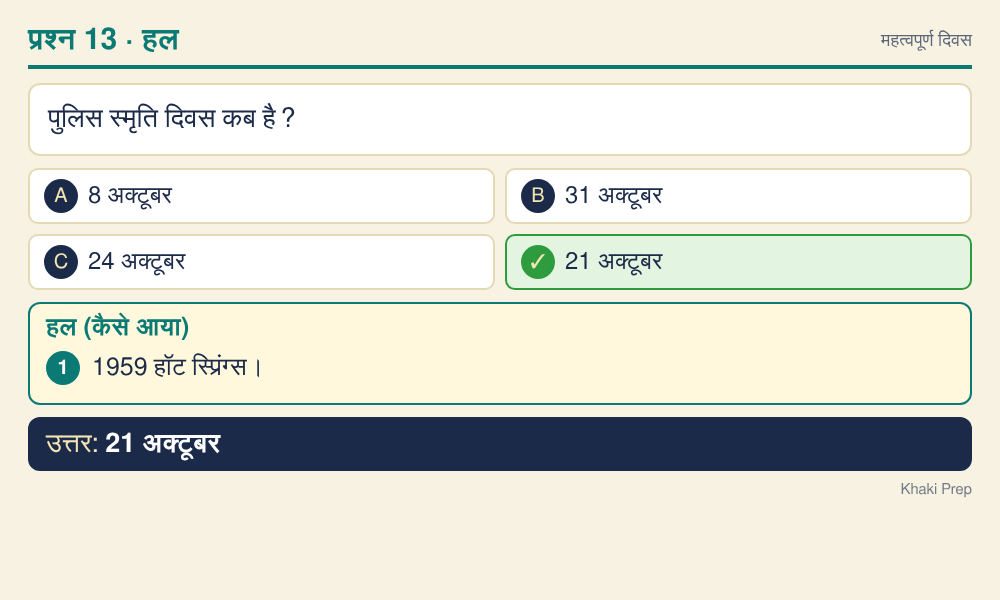 प्रश्न 13 · हल
महत्वपूर्ण दिवस
पुलिस स्मृति दिवस कब है ?
A 8 अक्टूबर
B 31 अक्टूबर
C 24 अक्टूबर
✓ 21 अक्टूबर
हल (कैसे आया)
1 1959 हॉट स्प्रिंग्स।
उत्तर: 21 अक्टूबर
Khaki Prep